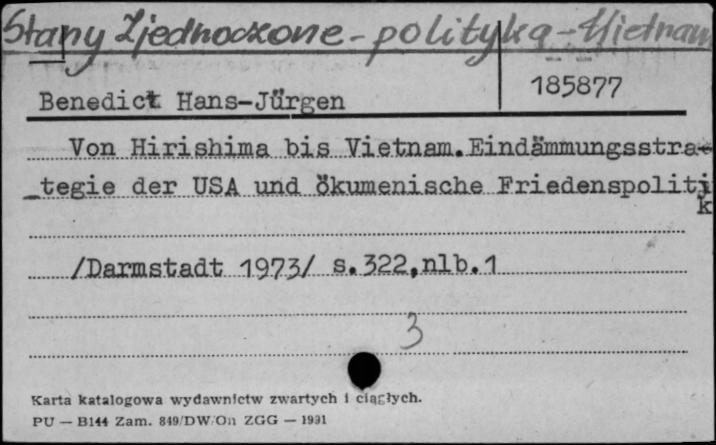 Stany Zjednoczone - polityka - Wietnam
185877
Benedict Hans-Jürgen
Von Hirishima bis Vietnam. Eindämmungsstra-
tegie der USA und ökumenische Friedenspolitik
/Darmstadt 1973/ s.322,nlb.1
3
Karta katalogowa wydawnictw zwartych i ciągłych.
PU — B144 Zam. 849/DW/On ZGG — 1931